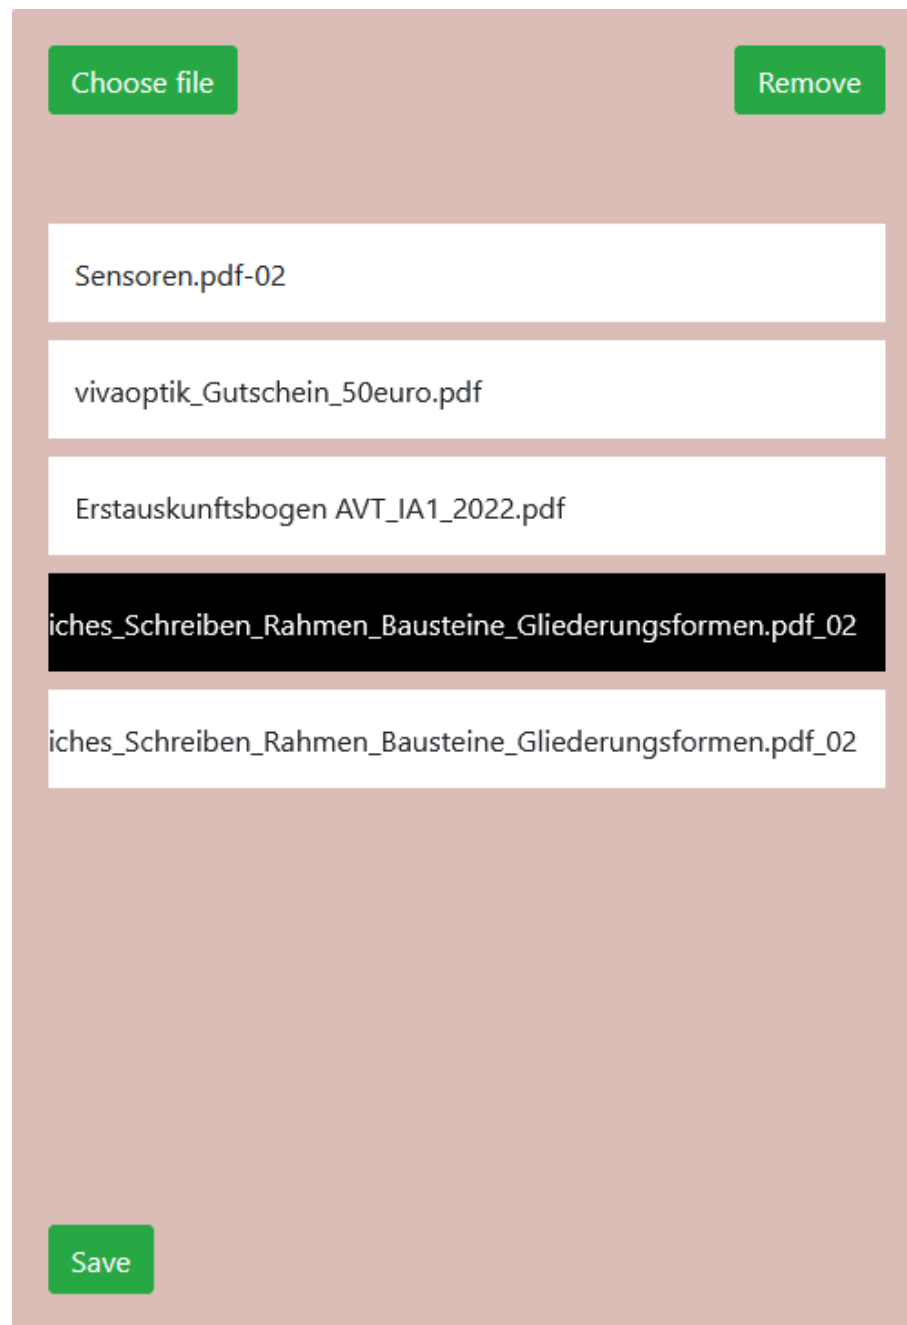 Choose file
Remove
Sensoren.pdf-02
vivaoptik_Gutschein_50euro.pdf
Erstauskunftsbogen AVT_IA1_2022.pdf
iches_Schreiben_Rahmen_Bausteine_Gliederungsformen.pdf_02
iches_Schreiben_Rahmen_Bausteine_Gliederungsformen.pdf_02
Save